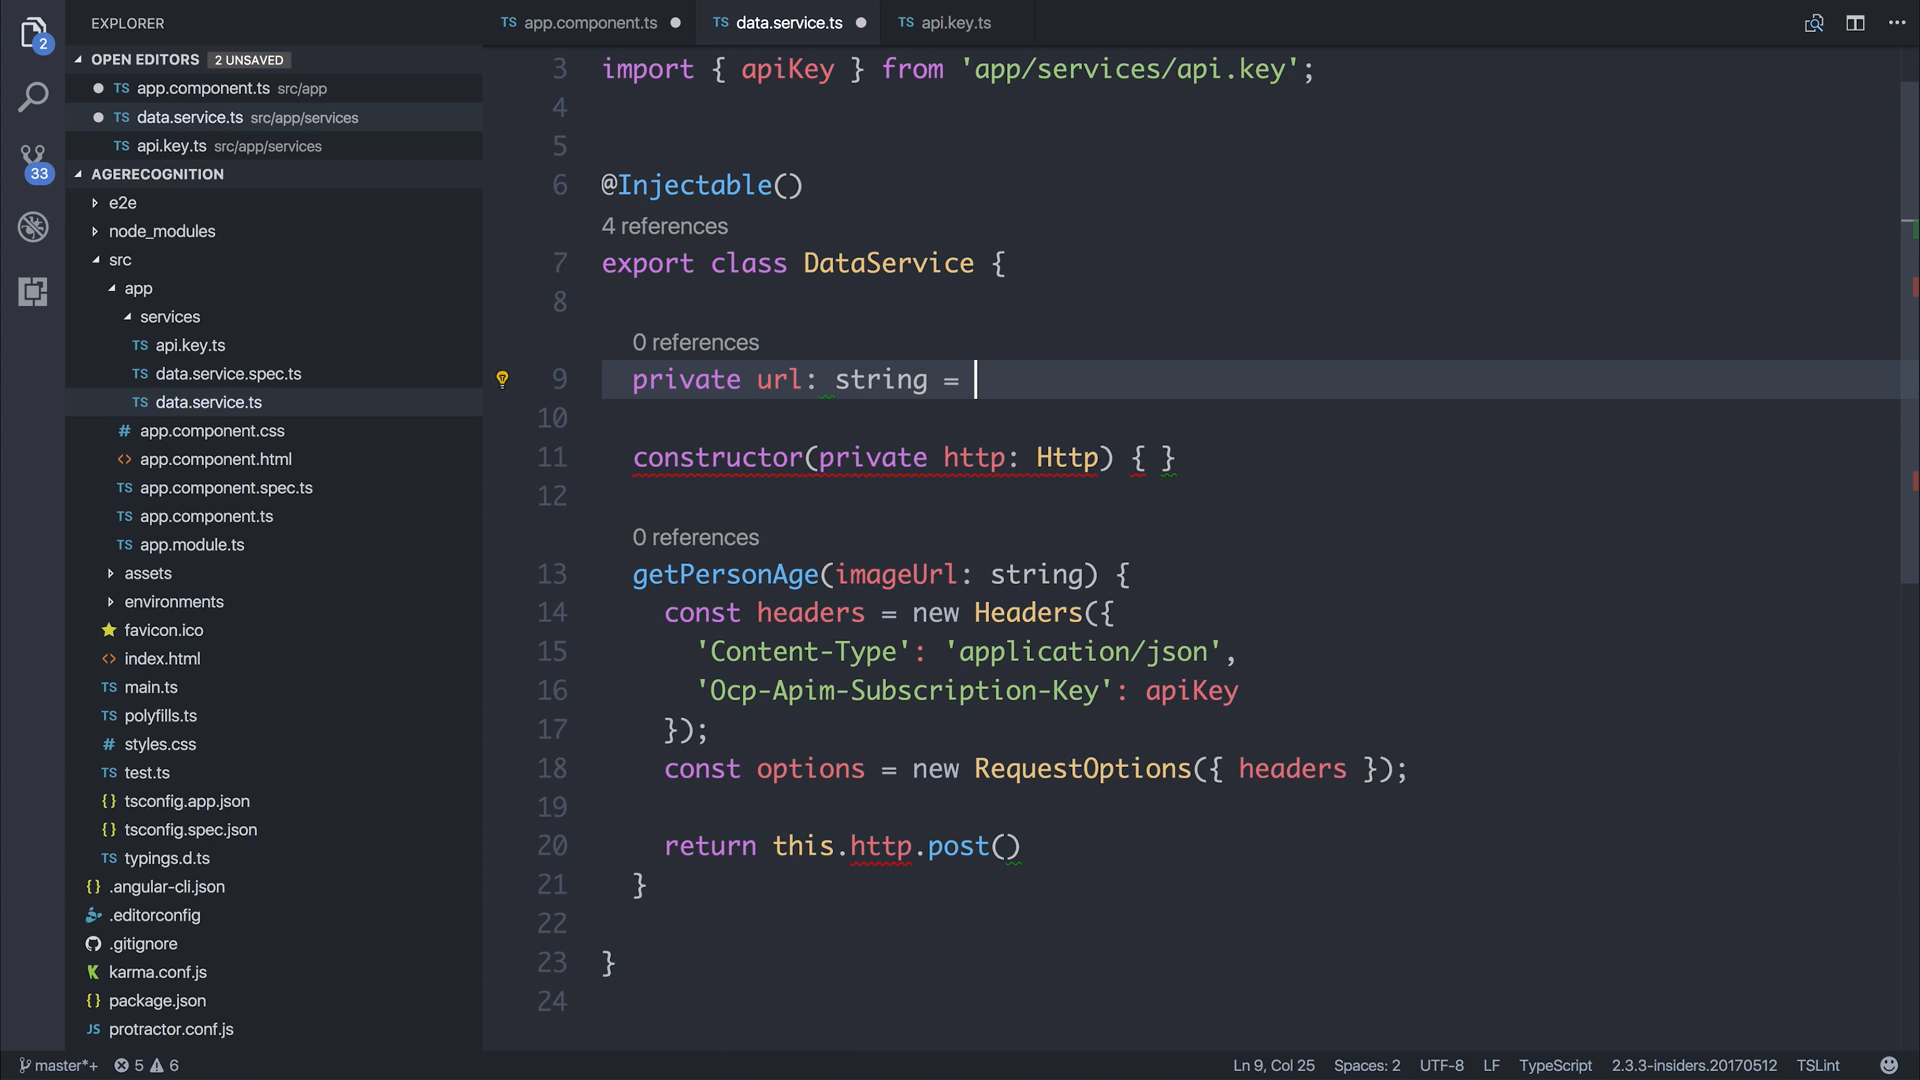 EXPLORER
OPEN EDITORS 2 UNSAVED
TS app.component.ts src/app
TS data.service.ts src/app/services
TS api.key.ts src/app/services
AGERECOGNITION
e2e
node_modules
src
app
services
TS api.key.ts
TS data.service.spec.ts
TS data.service.ts
# app.component.css
<> app.component.html
TS app.component.spec.ts
TS app.component.ts
TS app.module.ts
assets
environments
favicon.ico
<> index.html
TS main.ts
TS polyfills.ts
# styles.css
TS test.ts
{} tsconfig.app.json
{} tsconfig.spec.json
TS typings.d.ts
{} .angular-cli.json
.editorconfig
.gitignore
K karma.conf.js
{} package.json
JS protractor.conf.js
2
33
TS app.component.ts
TS data.service.ts
TS api.key.ts
3 import { apiKey } from 'app/services/api.key';
4
5
6 @Injectable()
4 references
7 export class DataService {
8
0 references
9 private url: string =
10
11 constructor(private http: Http) { }
12
0 references
13 getPersonAge(imageUrl: string) {
14 const headers = new Headers({
15 'Content-Type': 'application/json',
16 'Ocp-Apim-Subscription-Key': apiKey
17 });
18 const options = new RequestOptions({ headers });
19
20 return this.http.post()
21 }
22
23 }
24
master*+ 5 6
Ln 9, Col 25 Spaces: 2 UTF-8 LF TypeScript 2.3.3-insiders.20170512 TSLint